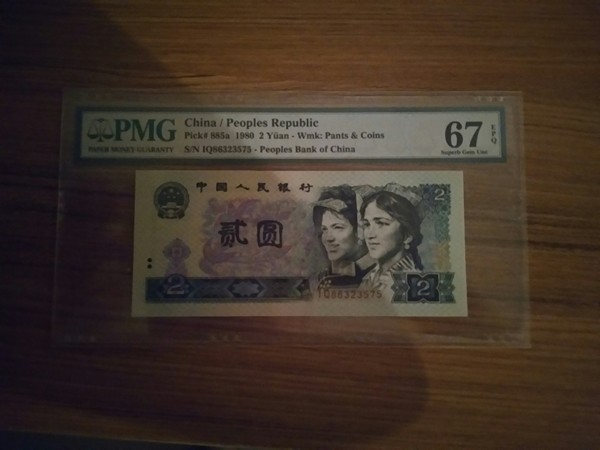 PMG
PAPER MONEY GUARANTY
China / Peoples Republic
Pick# 885a 1980 2 Yüan - Wmk: Pants & Coins
S/N IQ86323575 - Peoples Bank of China
67
EPQ
Superb Gem Unc
中国人民银行
2
贰圆
2
IQ86323575
2